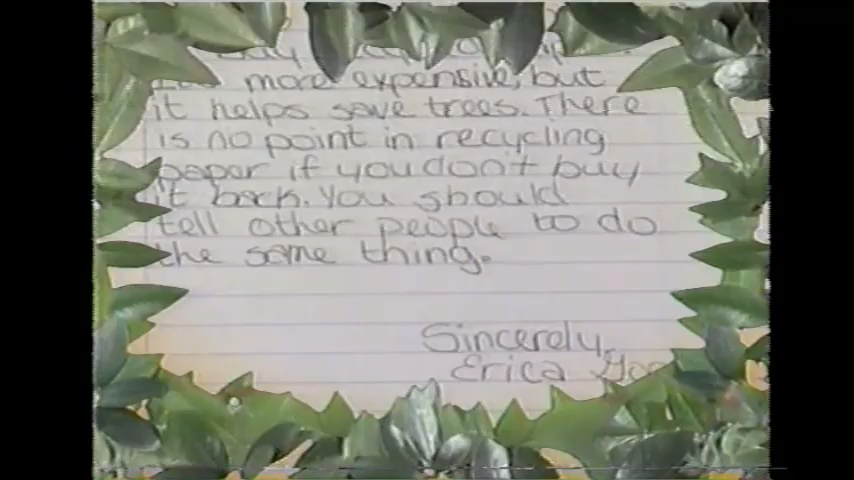 more expensive, but
it helps save trees. There
is no point in recycling
paper if you don't buy
it back. You should
tell other people to do
the same thing.
Sincerely,
Erica